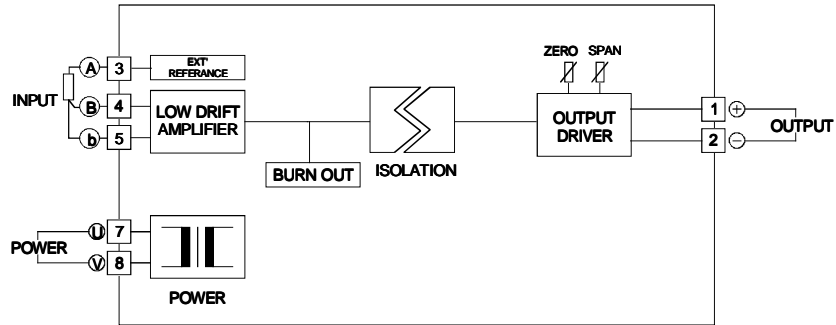 ZERO SPAN
A 3 EXT'
REFERANCE
INPUT
B 4 LOW DRIFT
AMPLIFIER
b 5
BURN OUT
ISOLATION
OUTPUT
DRIVER
1 +
2 −
OUTPUT
POWER
U 7
V 8
POWER